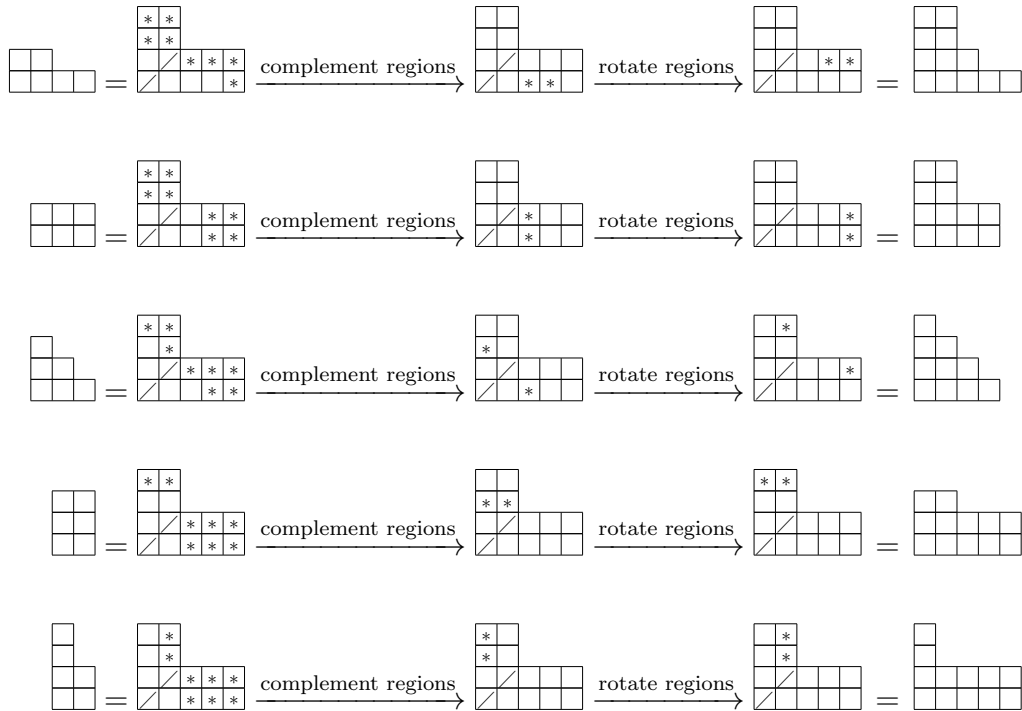 = complement regions rotate regions =
= complement regions rotate regions =
= complement regions rotate regions =
= complement regions rotate regions =
= complement regions rotate regions =